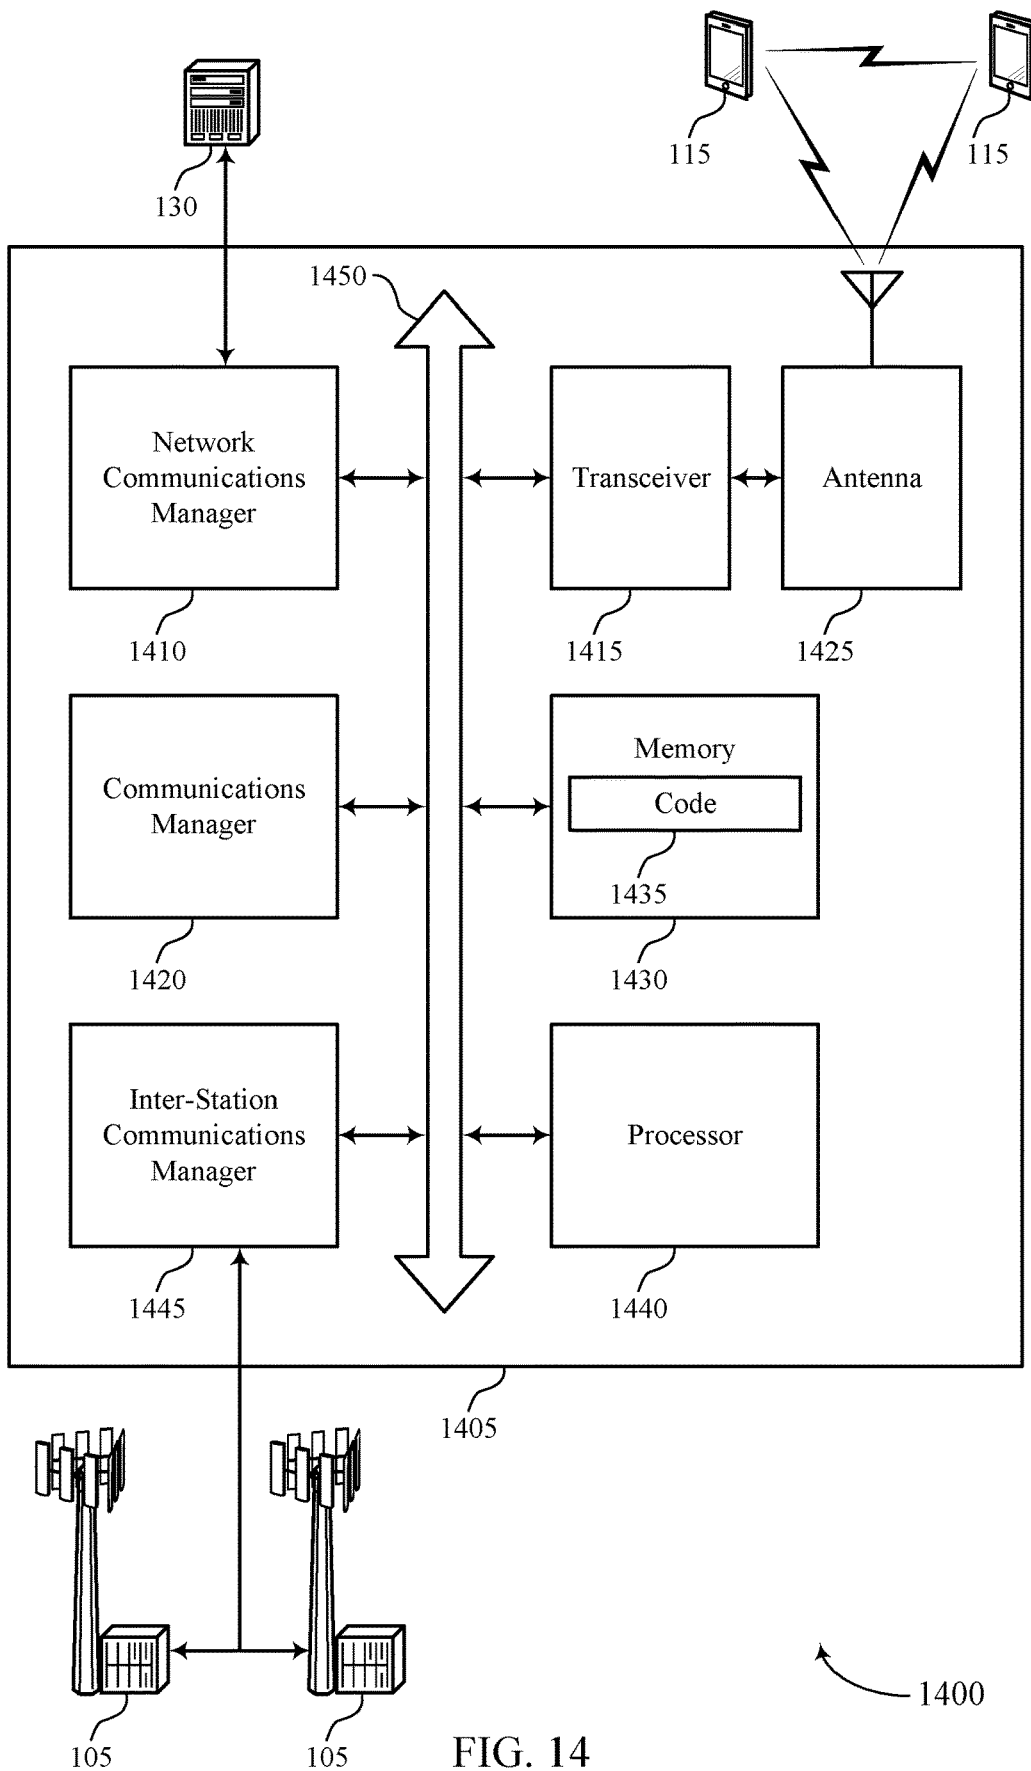 115
115
130
1450
Network
Communications
Manager
Transceiver
Antenna
1410
1415
1425
Communications
Manager
Memory
Code
1435
1420
1430
Inter-Station
Communications
Manager
Processor
1445
1440
1405
1400
105
105
FIG. 14